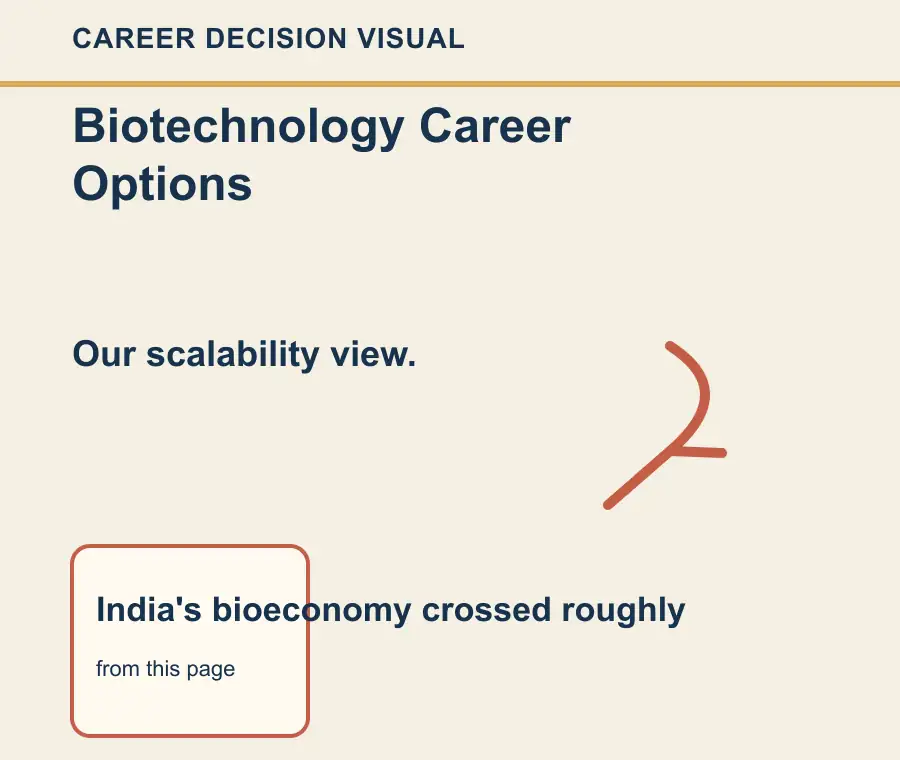 CAREER DECISION VISUAL
Biotechnology Career
Options
Our scalability view.
India's bioeconomy crossed roughly
from this page